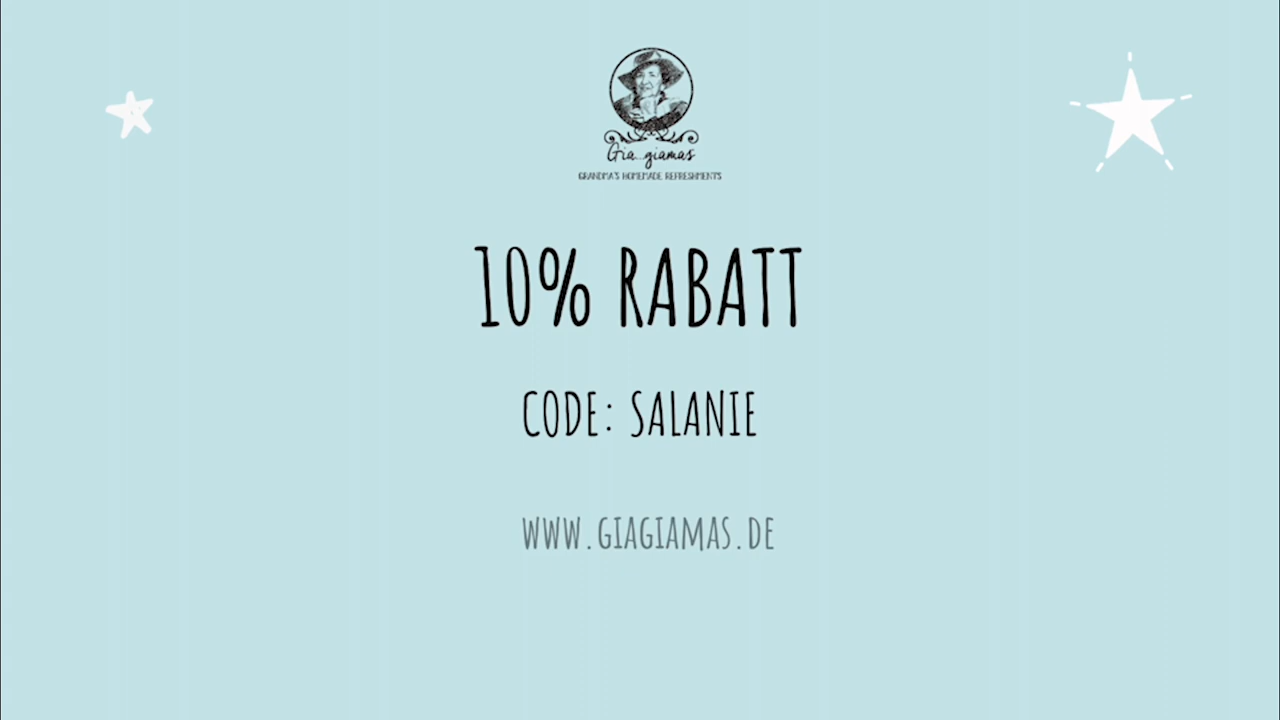 Gia...giamas
GRANDMA'S HOMEMADE REFRESHMENTS
10% RABATT
CODE: SALANIE
WWW.GIAGIAMAS.DE